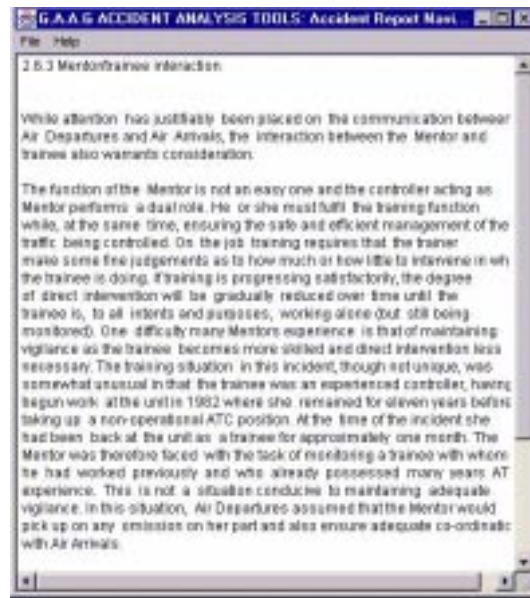 G.A.A.G ACCIDENT ANALYSIS TOOLS: Accident Report Navi...
File Help
2.6.3 Mentor/trainee interaction
While attention has justifiably been placed on the communication between
Air Departures and Air Arrivals, the interaction between the Mentor and
trainee also warrants consideration.
The function of the Mentor is not an easy one and the controller acting as
Mentor performs a dual role. He or she must fulfil the training function
while, at the same time, ensuring the safe and efficient management of the
traffic being controlled. On the job training requires that the trainer
make some fine judgements as to how much or how little to intervene in wh
the trainee is doing. If training is progressing satisfactorily, the degree
of direct intervention will be gradually reduced over time until the
trainee is, to all intents and purposes, working alone (but still being
monitored). One difficulty many Mentors experience is that of maintaining
vigilance as the trainee becomes more skilled and direct intervention less
necessary. The training situation in this incident, though not unique, was
somewhat unusual in that the trainee was an experienced controller, having
begun work at the unit in 1982 where she remained for eleven years before
taking up a non-operational ATC position. At the time of the incident she
had been back at the unit as a trainee for approximately one month. The
Mentor was therefore faced with the task of monitoring a trainee with whom
he had worked previously and who already possessed many years AT
experience. This is not a situation conducive to maintaining adequate
vigilance. In this situation, Air Departures assumed that the Mentor would
pick up on any omission on her part and also ensure adequate co-ordinatic
with Air Arrivals.